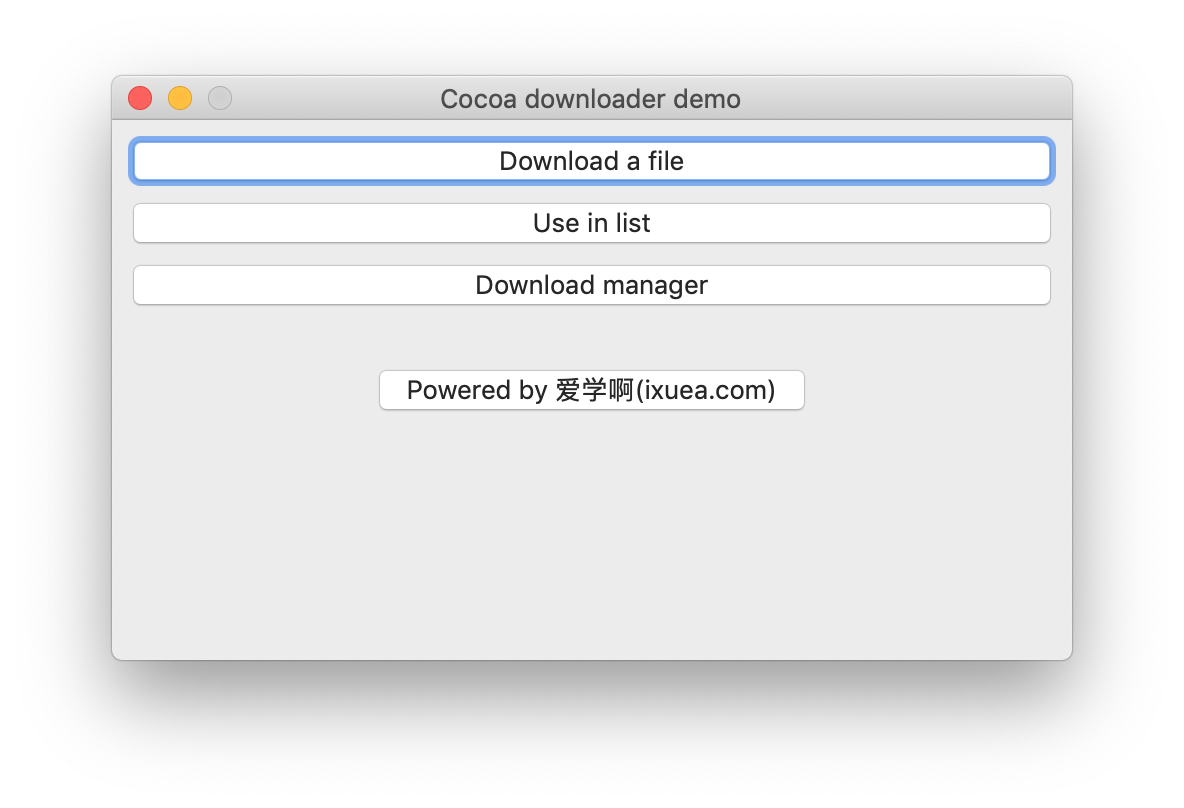 Cocoa downloader demo
Download a file
Use in list
Download manager
Powered by 爱学啊(ixuea.com)